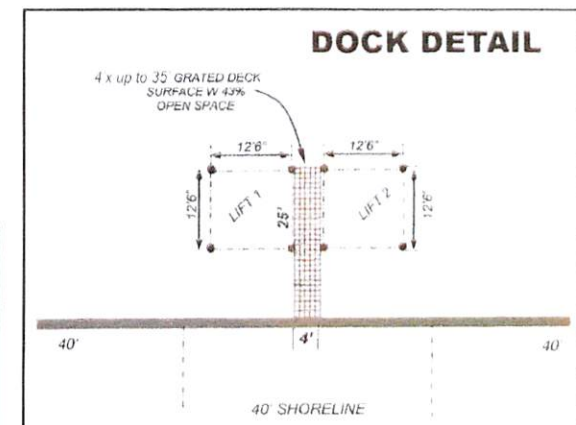 DOCK DETAIL
4 x up to 35' GRATED DECK
SURFACE W 43%
OPEN SPACE
12'6"
12'6"
12'6"
LIFT 1
25'
LIFT 2
12'6"
40'
4'
40'
40' SHORELINE